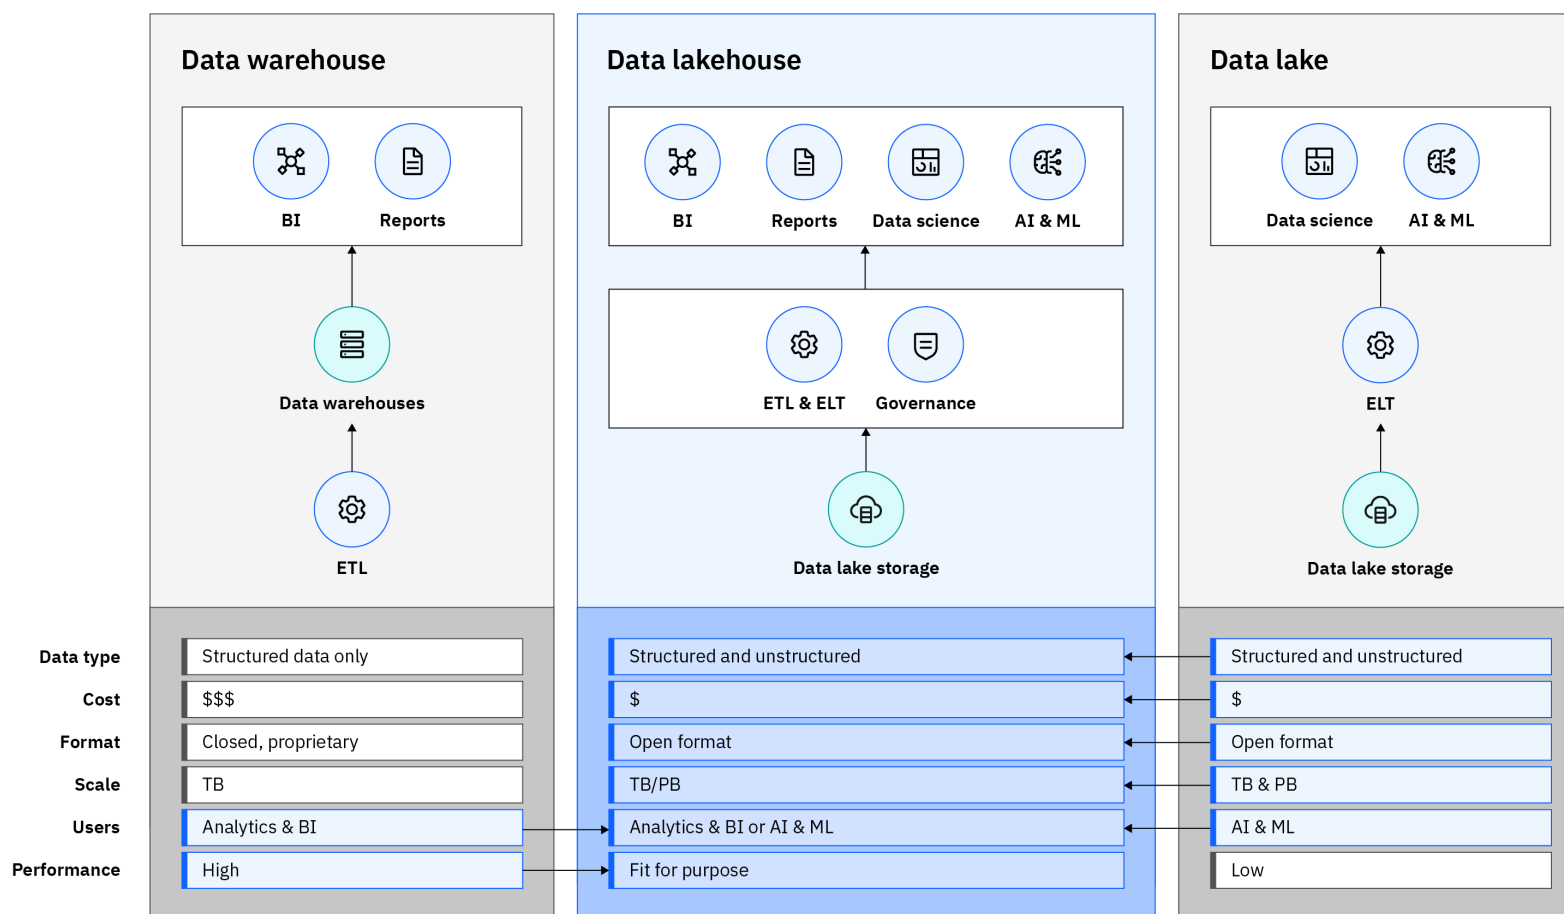 Data warehouse
BI
Reports
Data warehouses
ETL
Data lakehouse
BI
Reports
Data science
AI & ML
ETL & ELT
Governance
Data lake storage
Data lake
Data science
AI & ML
ELT
Data lake storage
Data type
Structured data only
Structured and unstructured
Structured and unstructured
Cost
$$$
$
$
Format
Closed, proprietary
Open format
Open format
Scale
TB
TB/PB
TB & PB
Users
Analytics & BI
Analytics & BI or AI & ML
AI & ML
Performance
High
Fit for purpose
Low